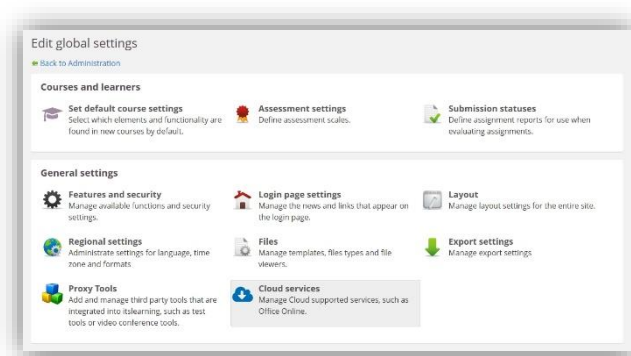 Edit global settings
Back to Administration
Courses and learners
Set default course settings
Select which elements and functionality are
found in new courses by default.
Assessment settings
Define assessment scales.
Submission statuses
Define assignment reports for use when
evaluating assignments.
General settings
Features and security
Manage available functions and security
settings.
Login page settings
Manage the news and links that appear on
the login page.
Layout
Manage layout settings for the entire site.
Regional settings
Administrate settings for language, time
zone and formats
Files
Manage templates, files types and file
viewers.
Export settings
Manage export settings
Proxy Tools
Add and manage third party tools that are
integrated into itslearning, such as test
tools or video conference tools.
Cloud services
Manage Cloud supported services, such as
Office Online.